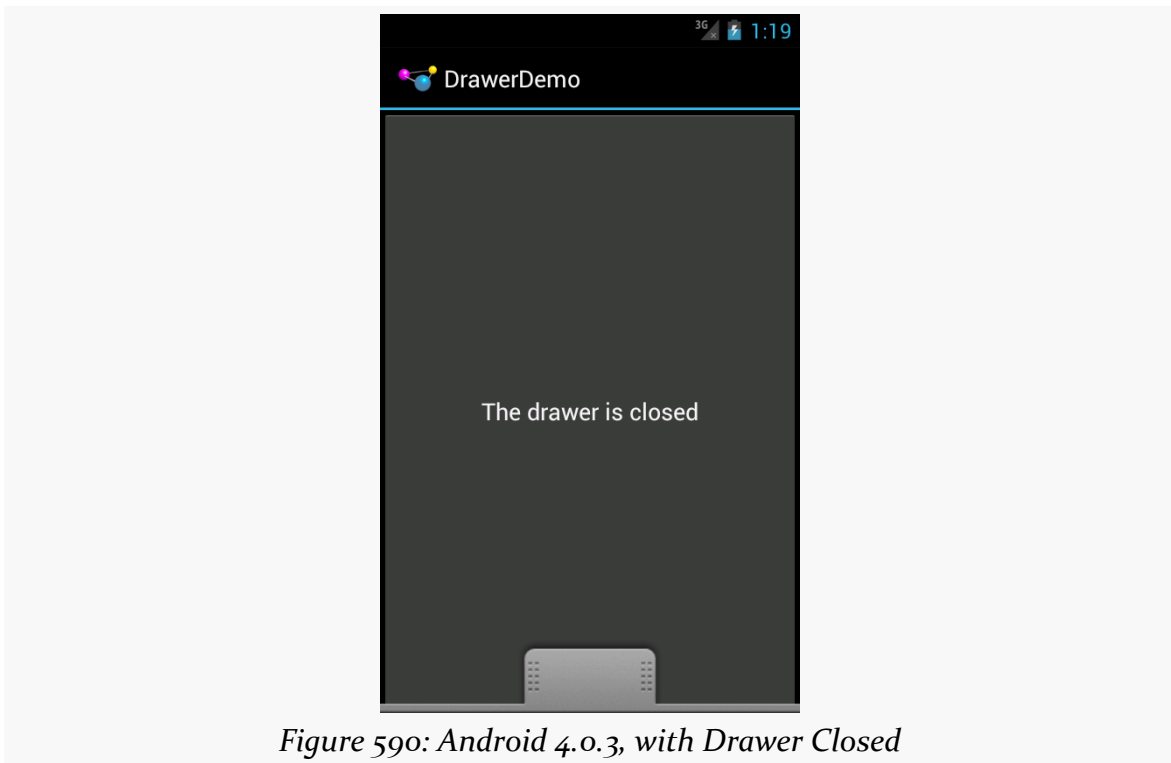 3G
1:19
DrawerDemo
The drawer is closed
Figure 590: Android 4.0.3, with Drawer Closed